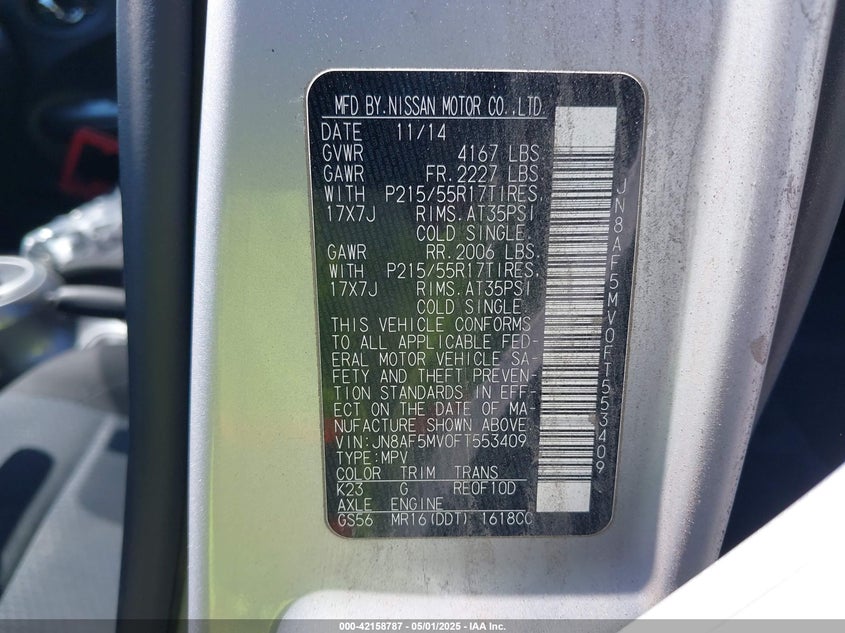 MFD BY.NISSAN MOTOR CO.,LTD.
DATE 11/14
GVWR 4167 LBS.
GAWR FR.2227 LBS.
WITH P215/55R17TIRES,
17X7J RIMS.AT35PSI
COLD SINGLE.
GAWR RR.2006 LBS.
WITH P215/55R17TIRES,
17X7J RIMS.AT35PSI
COLD SINGLE.
THIS VEHICLE CONFORMS
TO ALL APPLICABLE FED-
ERAL MOTOR VEHICLE SA-
FETY AND THEFT PREVEN-
TION STANDARDS IN EFF-
ECT ON THE DATE OF MA-
NUFACTURE SHOWN ABOVE.
VIN:JN8AF5MV0FT553409
TYPE:MPV
COLOR TRIM TRANS
K23 G RE0F10D
AXLE ENGINE
GS56 MR16(DDT) 1618CC
JN8AF5MV0FT553409
000-42158787 - 05/01/2025 - IAA Inc.